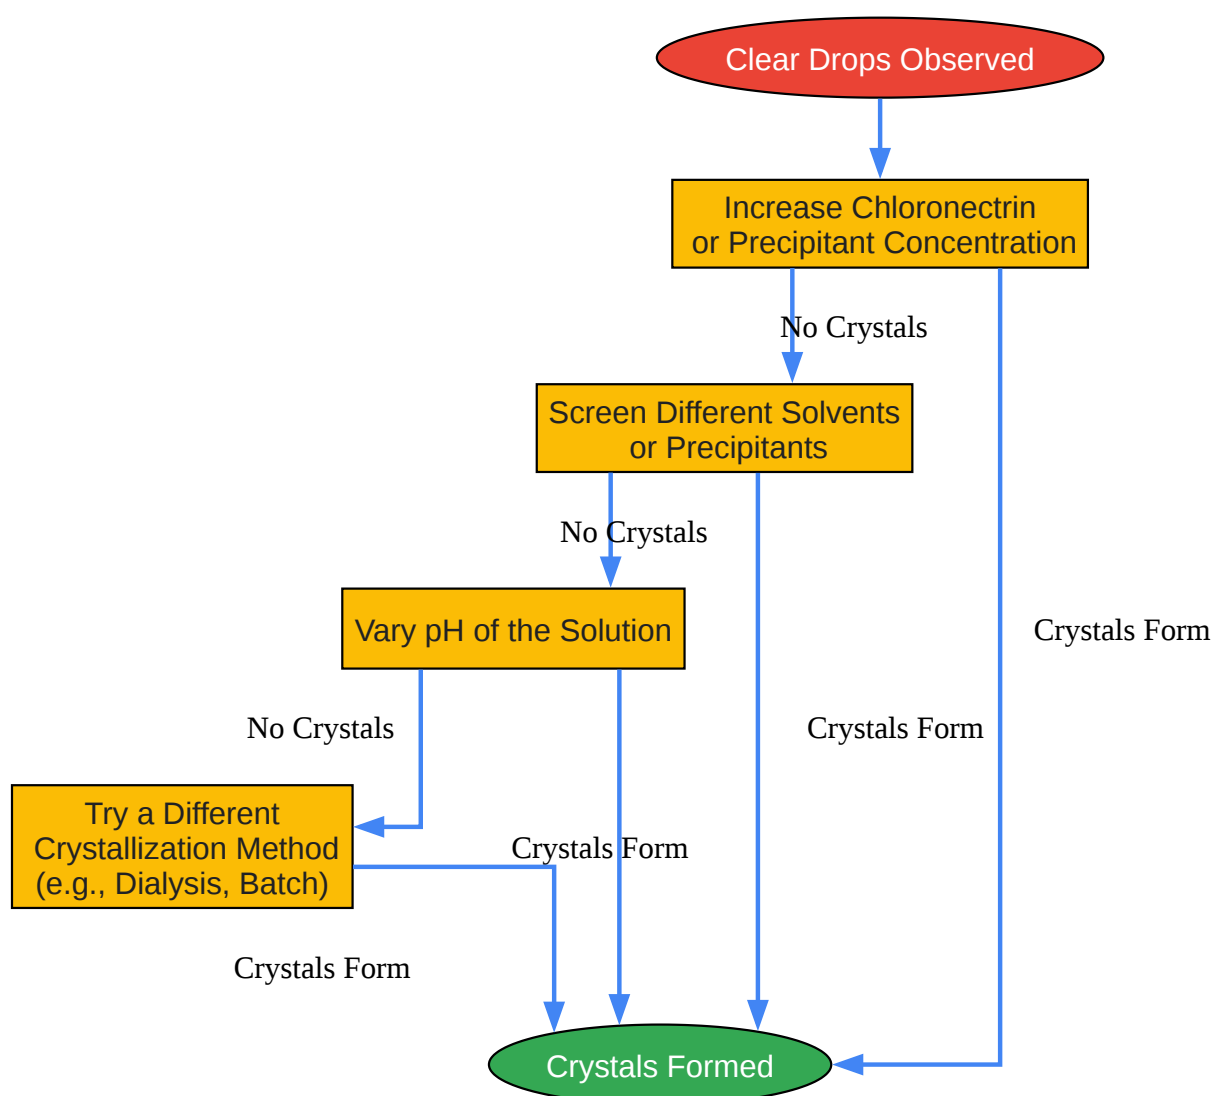 Clear Drops Observed
Increase Chloronectrin
or Precipitant Concentration
No Crystals
Screen Different Solvents
or Precipitants
No Crystals
Vary pH of the Solution
Crystals Form
No Crystals
Crystals Form
Try a Different
Crystallization Method
(e.g., Dialysis, Batch)
Crystals Form
Crystals Form
Crystals Formed